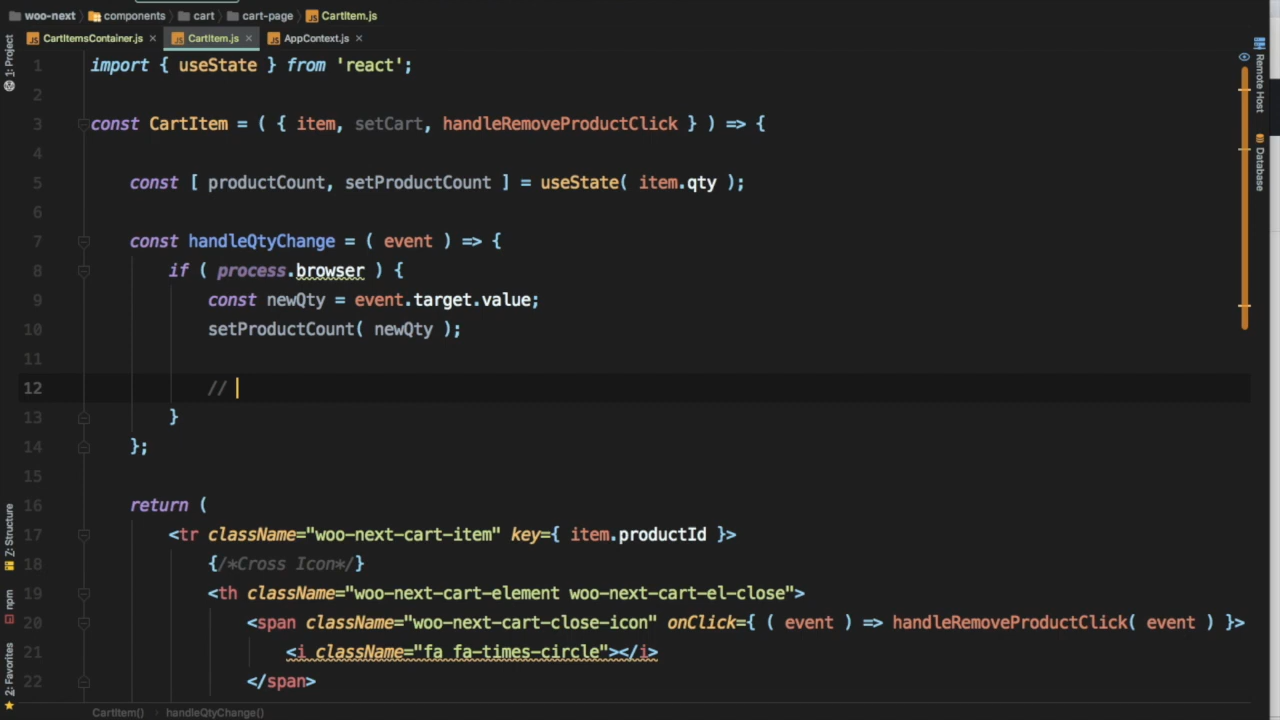 woo-next components cart cart-page CartItem.js
CartItemsContainer.js × CartItem.js × AppContext.js ×
1: Project
1 import { useState } from 'react';
2
3 const CartItem = ( { item, setCart, handleRemoveProductClick } ) => {
4
5 const [ productCount, setProductCount ] = useState( item.qty );
6
7 const handleQtyChange = ( event ) => {
8 if ( process.browser ) {
9 const newQty = event.target.value;
10 setProductCount( newQty );
11
12 //
13 }
14 };
15
16 return (
17 <tr className="woo-next-cart-item" key={ item.productId }>
18 {/*Cross Icon*/}
19 <th className="woo-next-cart-element woo-next-cart-el-close">
20 <span className="woo-next-cart-close-icon" onClick={ ( event ) => handleRemoveProductClick( event ) }>
21 <i className="fa fa-times-circle"></i>
22 </span>
Z: Structure
npm
2: Favorites
Remote Host
Database
CartItem() › handleQtyChange()